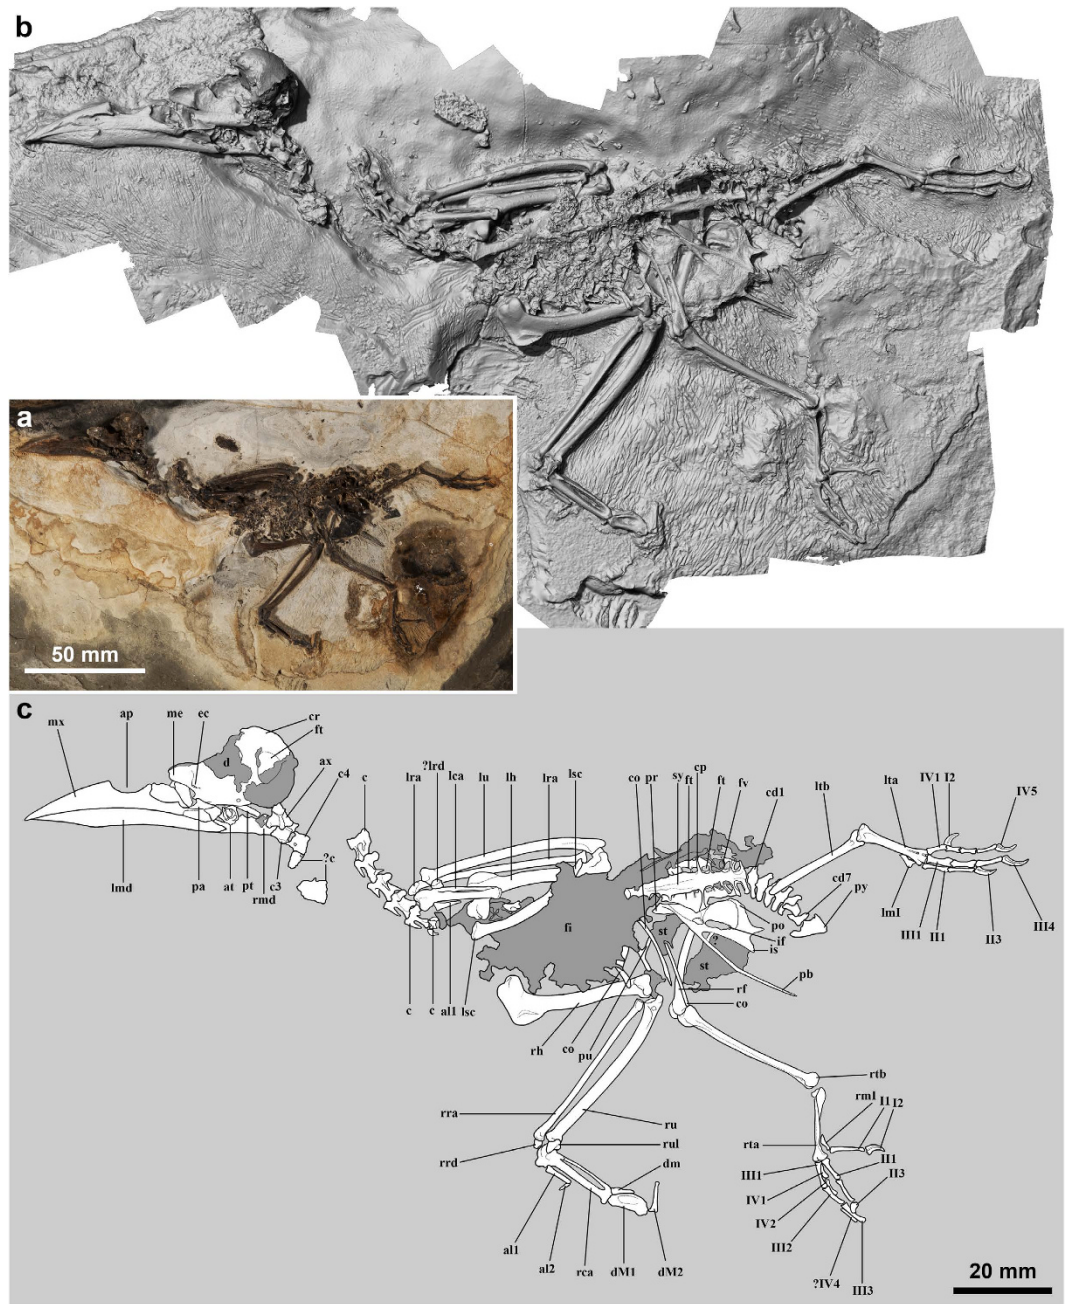 b
a
50 mm
c
mx
ap
me
ec
cr
ft
d
ax
c4
c
lra
?lrd
lca
lu
lh
lra
lsc
co
pr
sy
ft
cp
ft
fv
cd1
ltb
lta
IV1
I2
IV5
lmd
pa
at
pt
rmd
c3
?c
fi
st
?
st
cd7
py
lmI
III1
II1
II3
III4
po
if
is
pb
c
c
al1
lsc
rh
co
pu
rf
co
rra
ru
rtb
rrd
rul
dm
rmI
I1
I2
rta
III1
II1
II3
IV1
IV2
III2
?IV4
III3
al1
al2
rca
dM1
dM2
20 mm